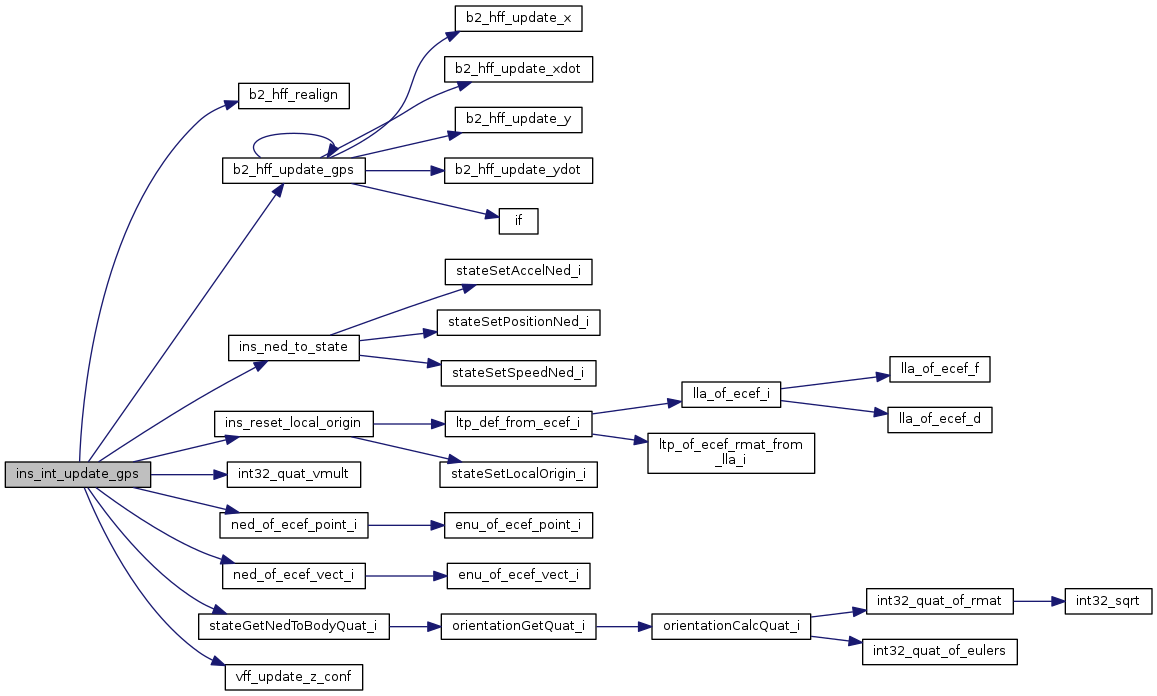 b2_hff_update_x
b2_hff_update_xdot
b2_hff_realign
b2_hff_update_y
b2_hff_update_gps
b2_hff_update_ydot
if
stateSetAccelNed_i
stateSetPositionNed_i
ins_ned_to_state
stateSetSpeedNed_i
lla_of_ecef_f
lla_of_ecef_i
lla_of_ecef_d
ins_reset_local_origin
ltp_def_from_ecef_i
ltp_of_ecef_rmat_from
_lla_i
ins_int_update_gps
int32_quat_vmult
stateSetLocalOrigin_i
ned_of_ecef_point_i
enu_of_ecef_point_i
ned_of_ecef_vect_i
enu_of_ecef_vect_i
int32_quat_of_rmat
int32_sqrt
stateGetNedToBodyQuat_i
orientationGetQuat_i
orientationCalcQuat_i
int32_quat_of_eulers
vff_update_z_conf